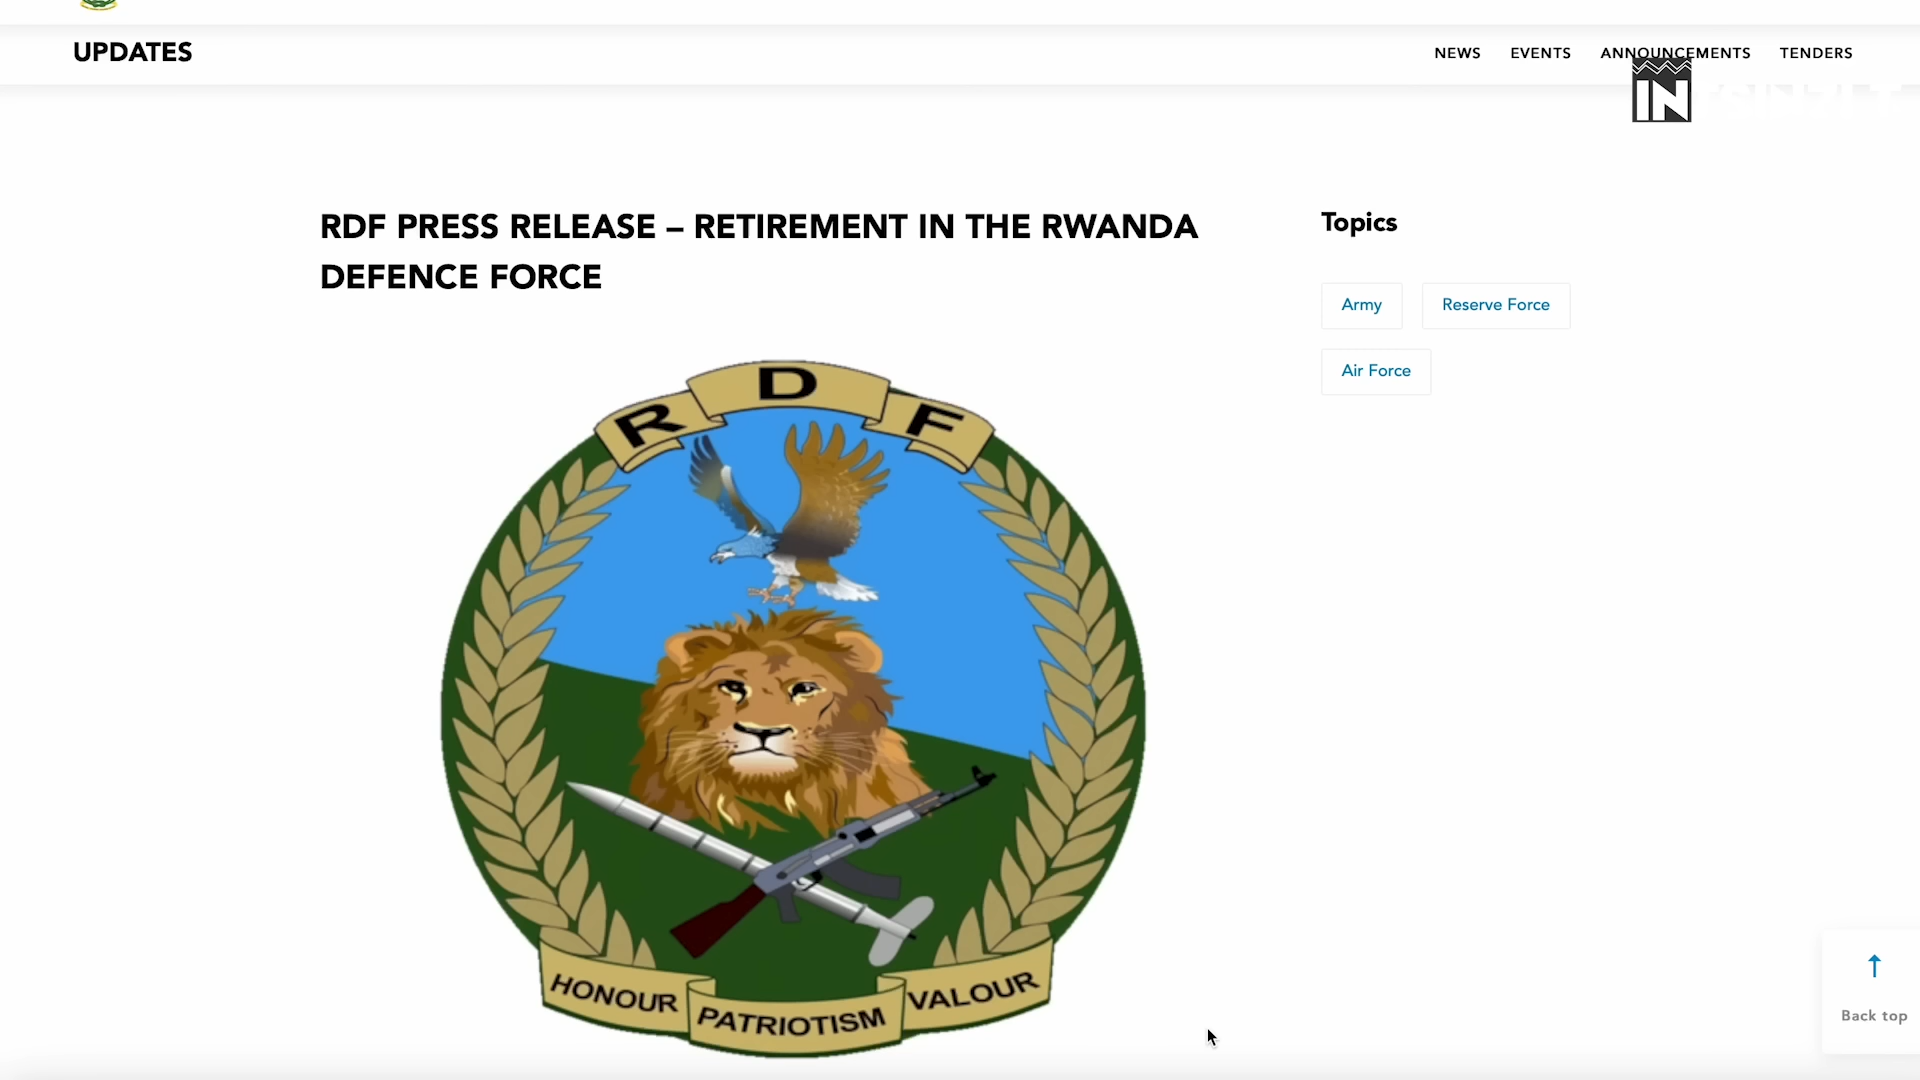 UPDATES
NEWS EVENTS ANNOUNCEMENTS TENDERS
IN
RDF PRESS RELEASE – RETIREMENT IN THE RWANDA
DEFENCE FORCE
Topics
Army Reserve Force
Air Force
R D F
HONOUR PATRIOTISM VALOUR
Back top